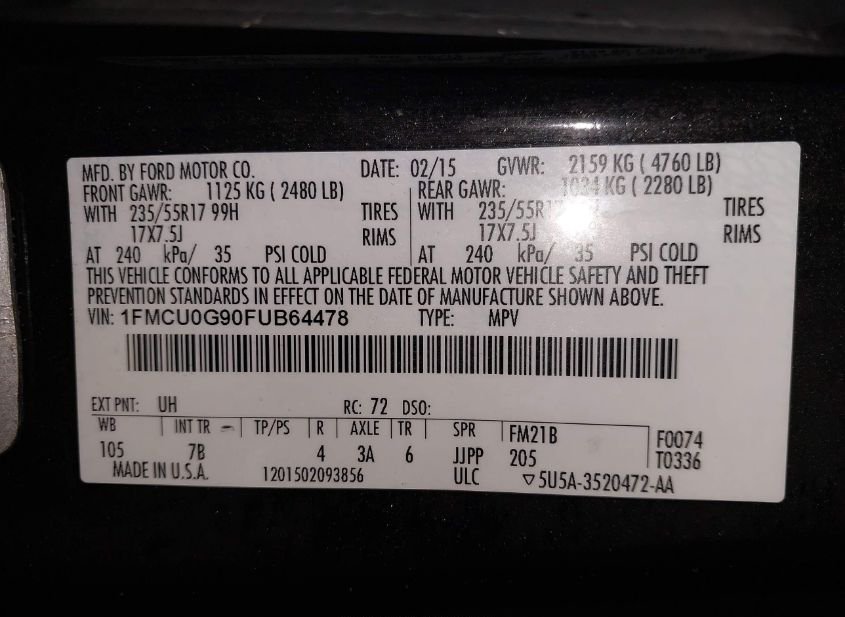 MFD. BY FORD MOTOR CO. DATE: 02/15 GVWR: 2159 KG ( 4760 LB)
FRONT GAWR: 1125 KG ( 2480 LB) REAR GAWR: 1034 KG ( 2280 LB)
WITH 235/55R17 99H TIRES WITH 235/55R17 TIRES
17X7.5J RIMS 17X7.5J RIMS
AT 240 kPa/ 35 PSI COLD AT 240 kPa/ 35 PSI COLD
THIS VEHICLE CONFORMS TO ALL APPLICABLE FEDERAL MOTOR VEHICLE SAFETY AND THEFT
PREVENTION STANDARDS IN EFFECT ON THE DATE OF MANUFACTURE SHOWN ABOVE.
VIN: 1FMCU0G90FUB64478 TYPE: MPV
EXT PNT: UH RC: 72 DSO:
WB INT TR TP/PS R AXLE TR SPR FM21B F0074
105 7B 4 3A 6 JJPP 205 T0336
MADE IN U.S.A. 1201502093856 ULC ▽5U5A-3520472-AA